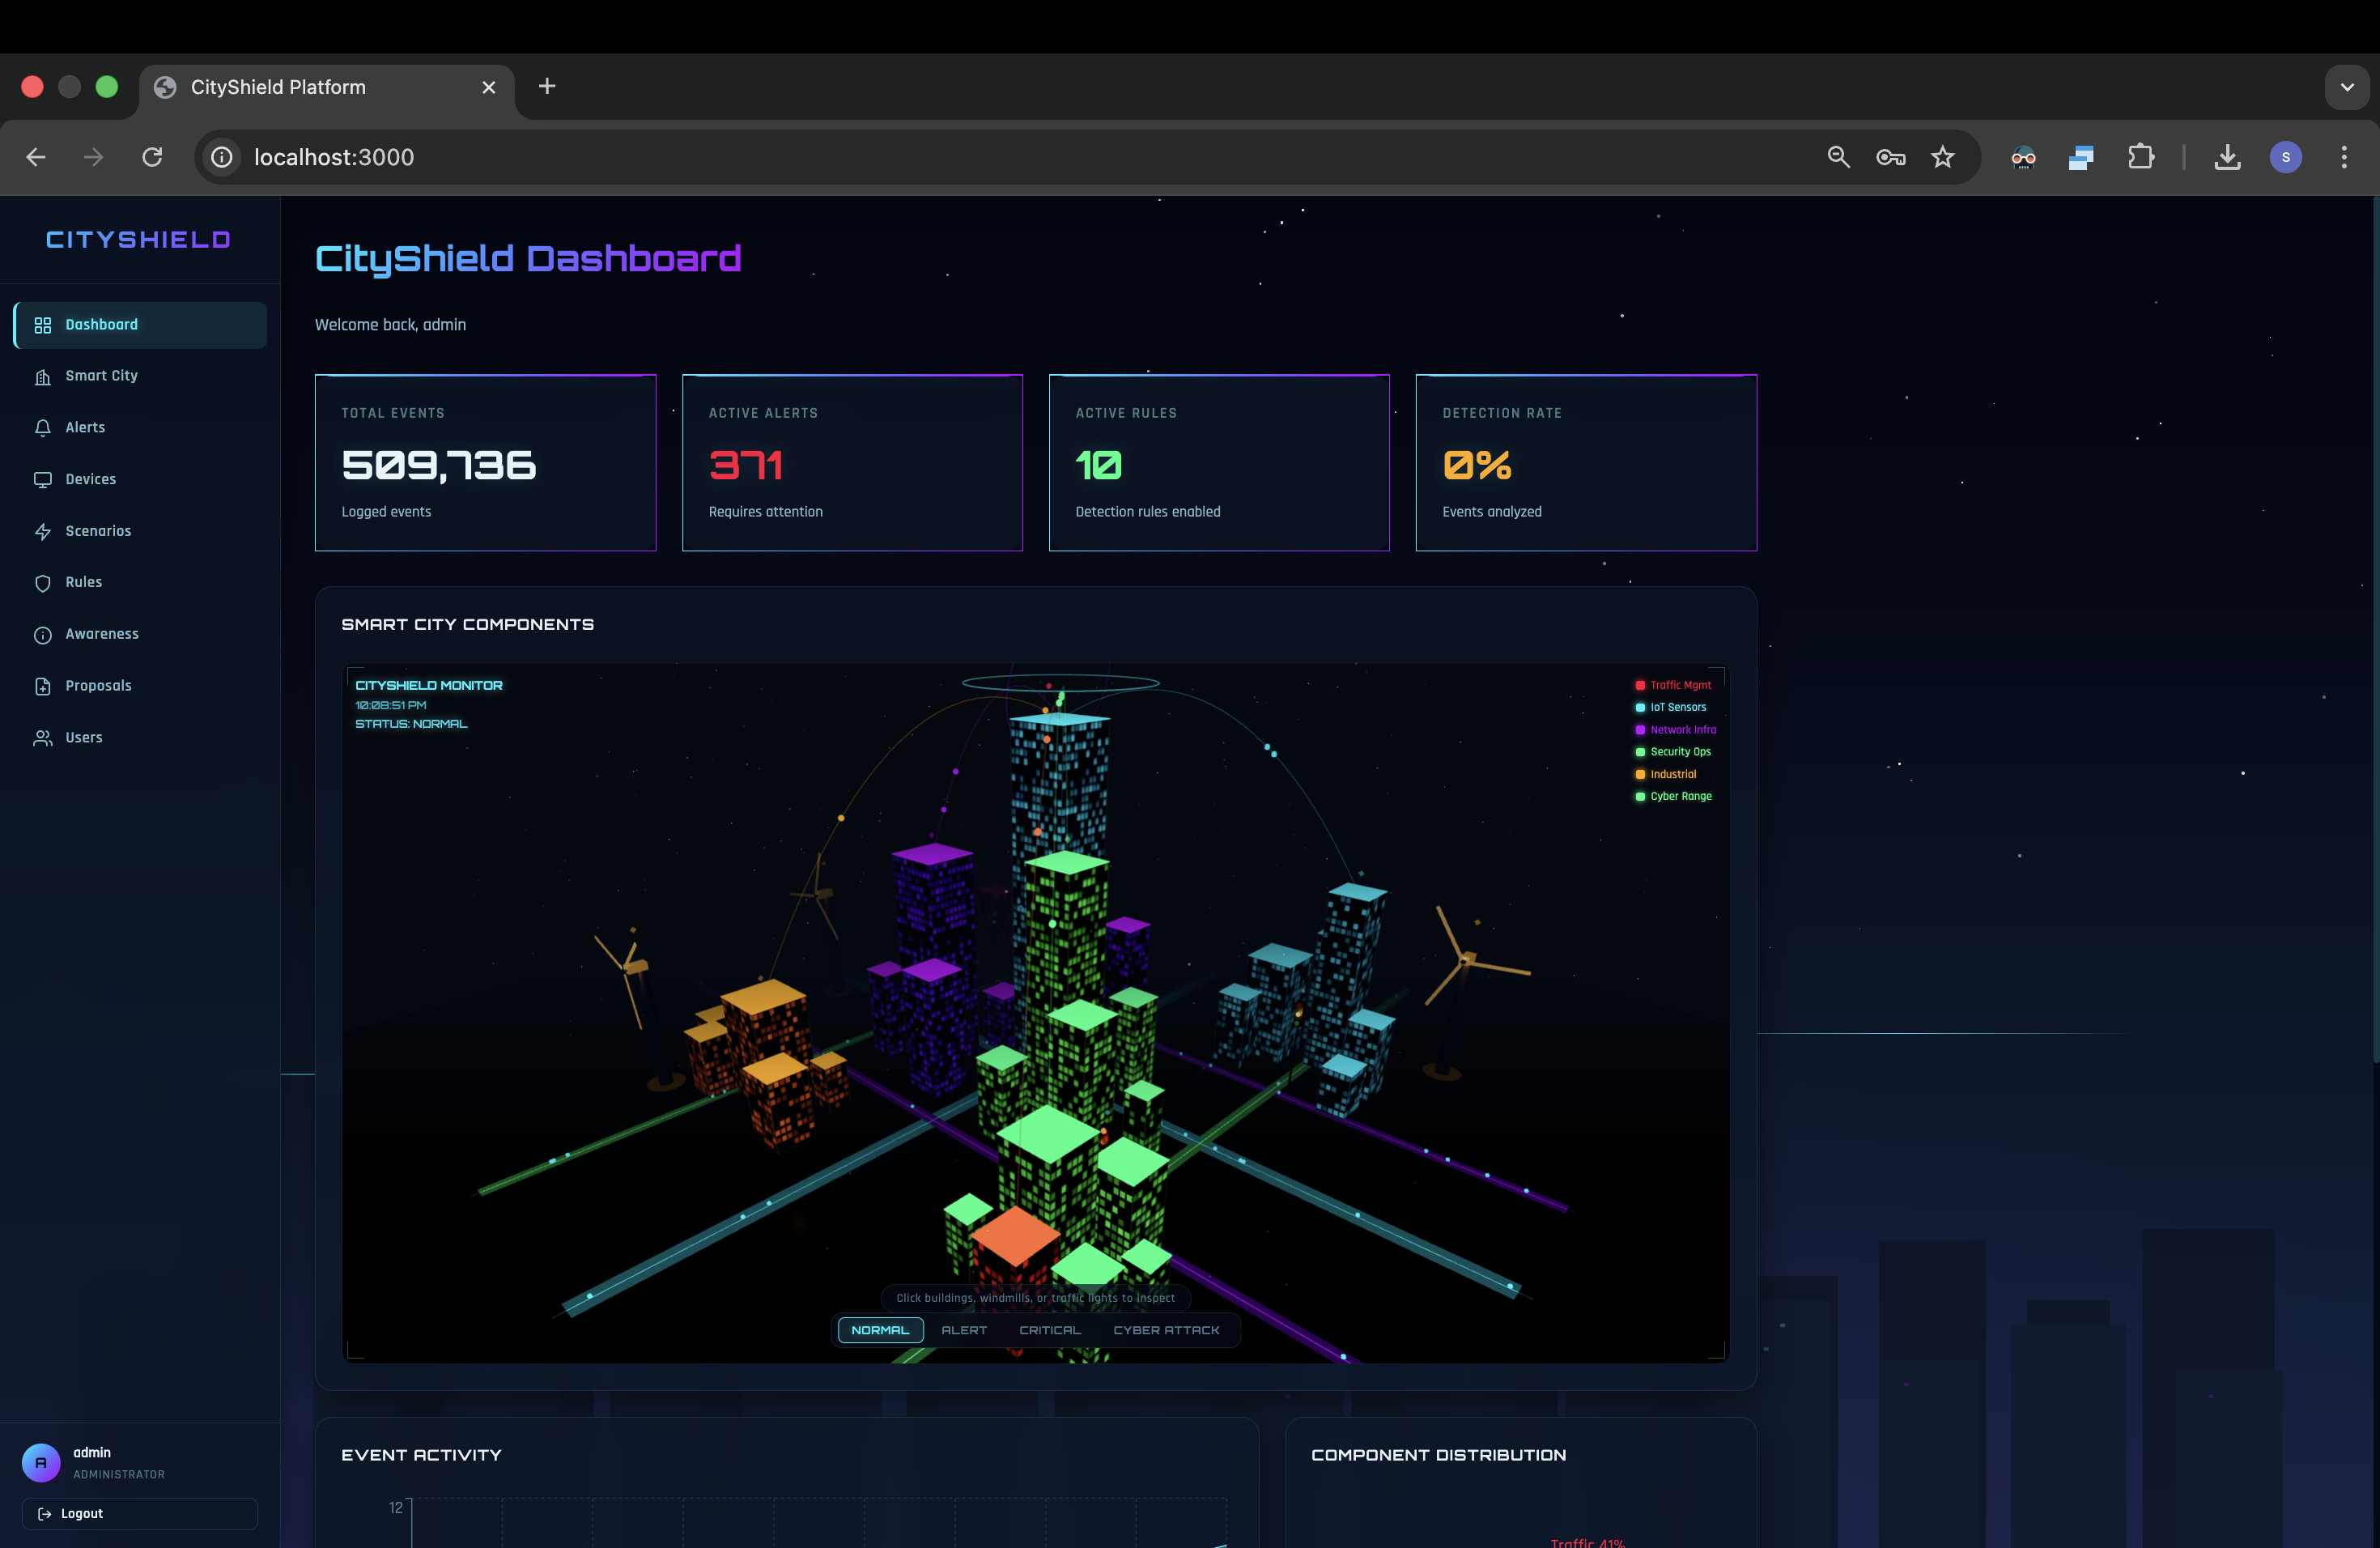 CityShield Platform
localhost:3000
S
CITYSHIELD
Dashboard
Smart City
Alerts
Devices
Scenarios
Rules
Awareness
Proposals
Users
A
admin
ADMINISTRATOR
Logout
CityShield Dashboard
Welcome back, admin
TOTAL EVENTS
509,736
Logged events
ACTIVE ALERTS
371
Requires attention
ACTIVE RULES
10
Detection rules enabled
DETECTION RATE
0%
Events analyzed
SMART CITY COMPONENTS
CITYSHIELD MONITOR
10:08:51 PM
STATUS: NORMAL
Traffic Mgmt
IoT Sensors
Network Infra
Security Ops
Industrial
Cyber Range
Click buildings, windmills, or traffic lights to inspect
NORMAL
ALERT
CRITICAL
CYBER ATTACK
EVENT ACTIVITY
12
COMPONENT DISTRIBUTION
Traffic 41%